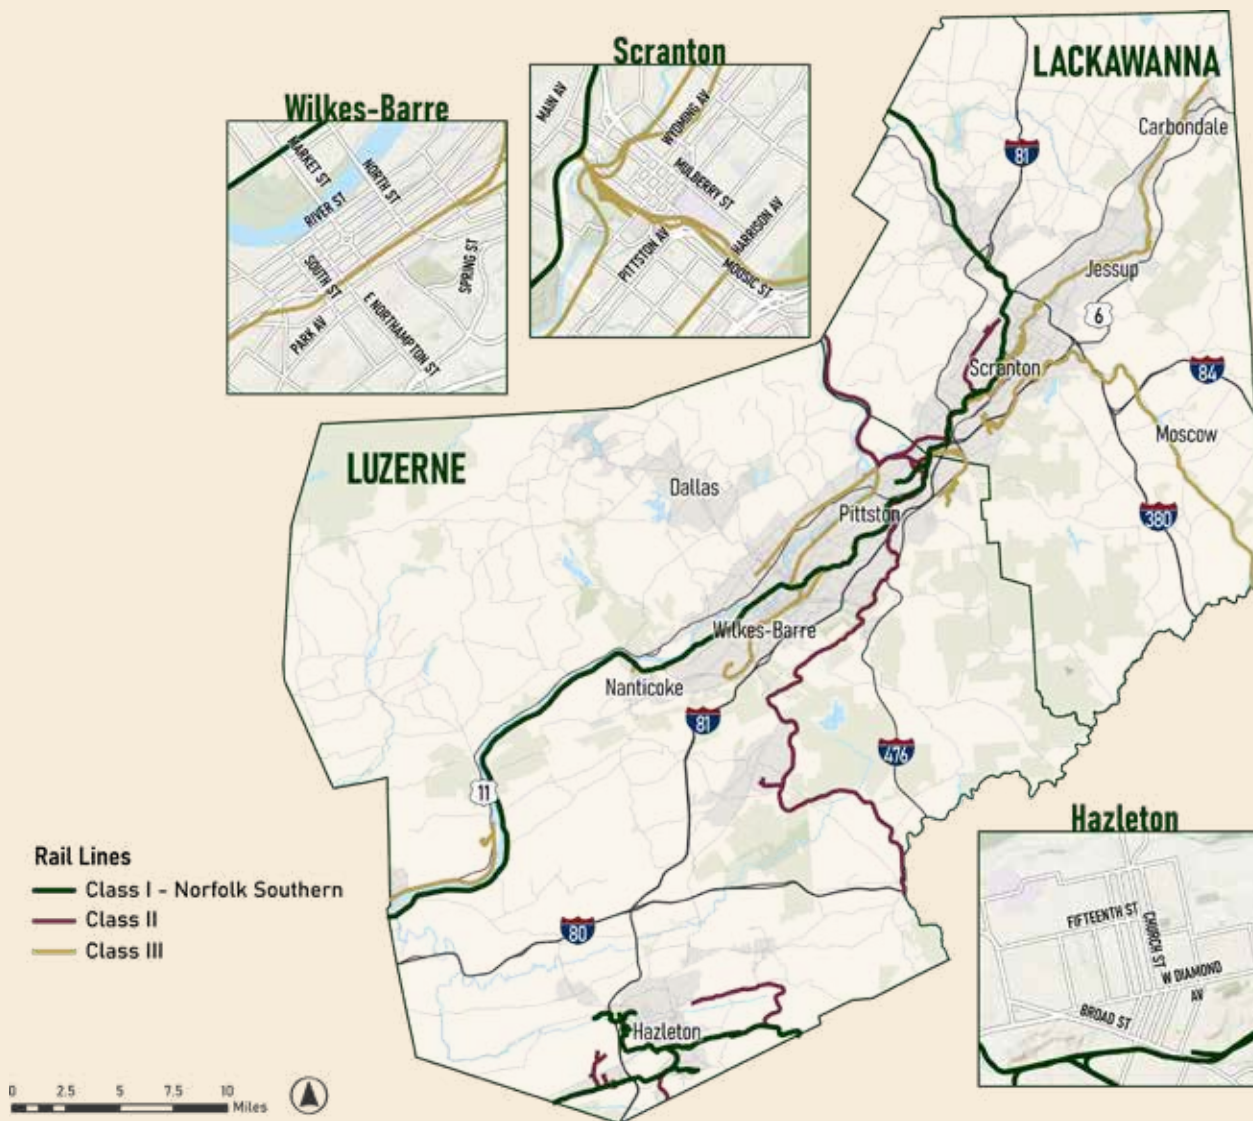 Scranton
MAIN AV
WYOMING AV
MULBERRY ST
HARRISON AV
PITTSTON AV
MOOSIC ST
Wilkes-Barre
MARKET ST
NORTH ST
RIVER ST
SOUTH ST
SPRING ST
PARK AV
E NORTHAMPTON ST
LACKAWANNA
Carbondale
81
Jessup
6
Scranton
84
Moscow
380
LUZERNE
Dallas
Pittston
Wilkes-Barre
Nanticoke
81
476
11
80
Hazleton
Hazleton
FIFTEENTH ST
CHURCH ST
W DIAMOND
AV
BROAD ST
Rail Lines
Class I - Norfolk Southern
Class II
Class III
0 2.5 5 7.5 10
Miles